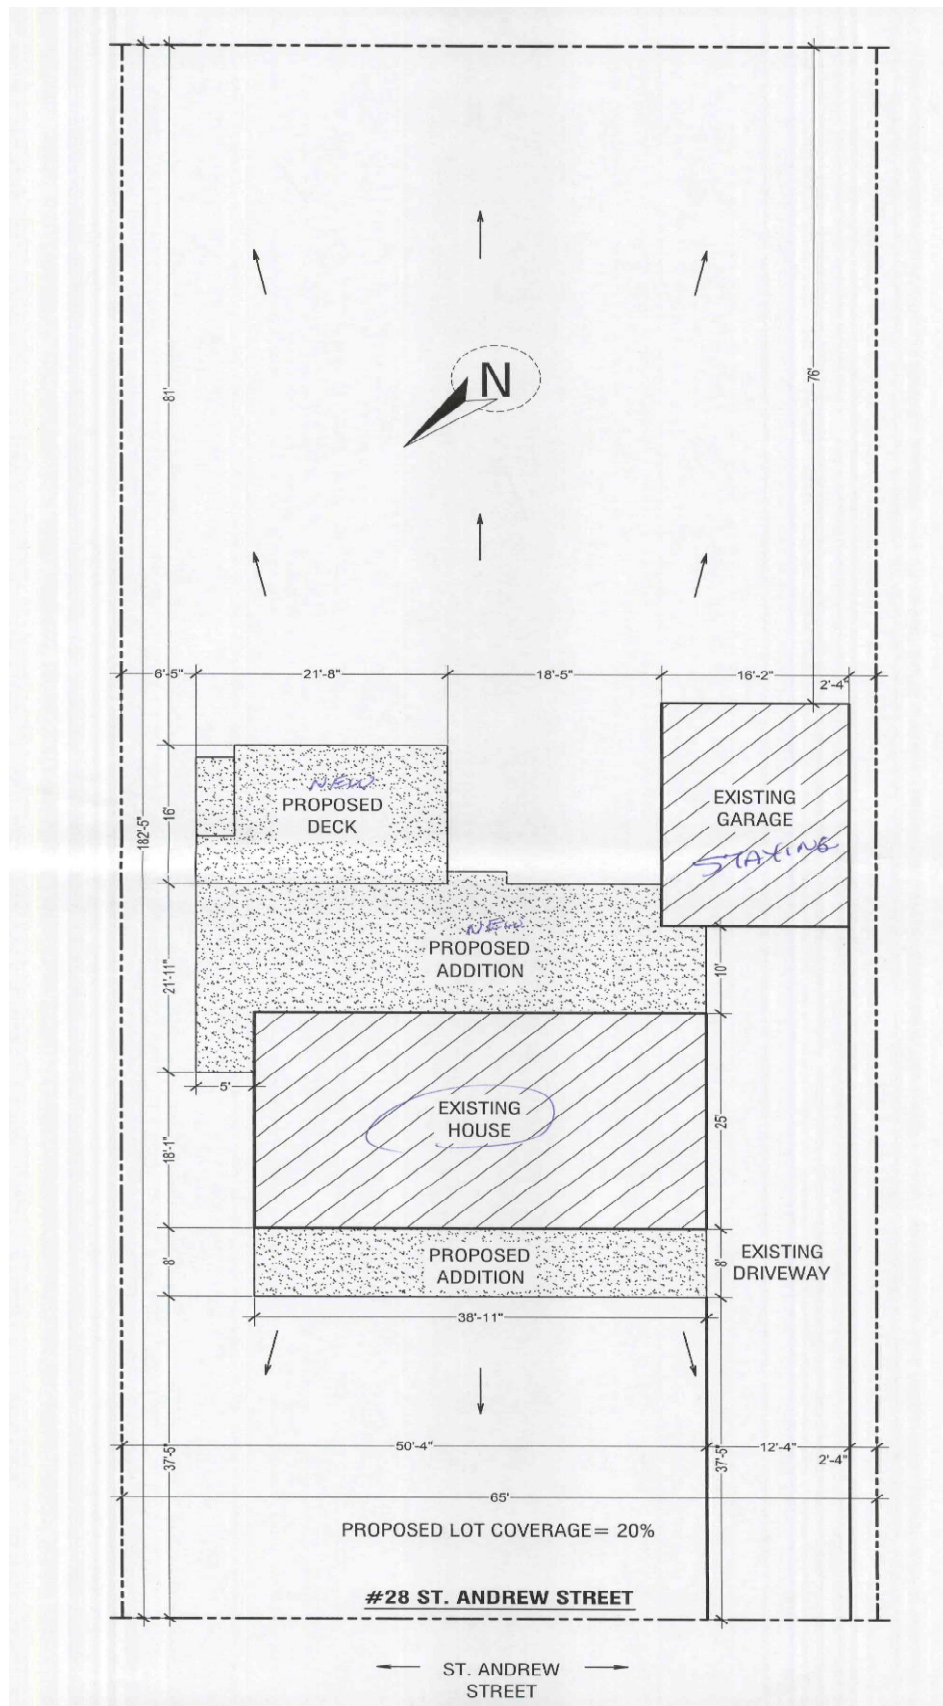 N
81'
76'
182'-5"
6'-5"
21'-8"
18'-5"
16'-2"
2'-4"
NEW
PROPOSED
DECK
16'
EXISTING
GARAGE
STAYING
NEW
PROPOSED
ADDITION
21'-11"
10'
5'
EXISTING
HOUSE
18'-1"
25'
PROPOSED
ADDITION
8'
8'
EXISTING
DRIVEWAY
38'-11"
50'-4"
12'-4"
2'-4"
37'-5"
37'-5"
65'
PROPOSED LOT COVERAGE= 20%
#28 ST. ANDREW STREET
ST. ANDREW
STREET